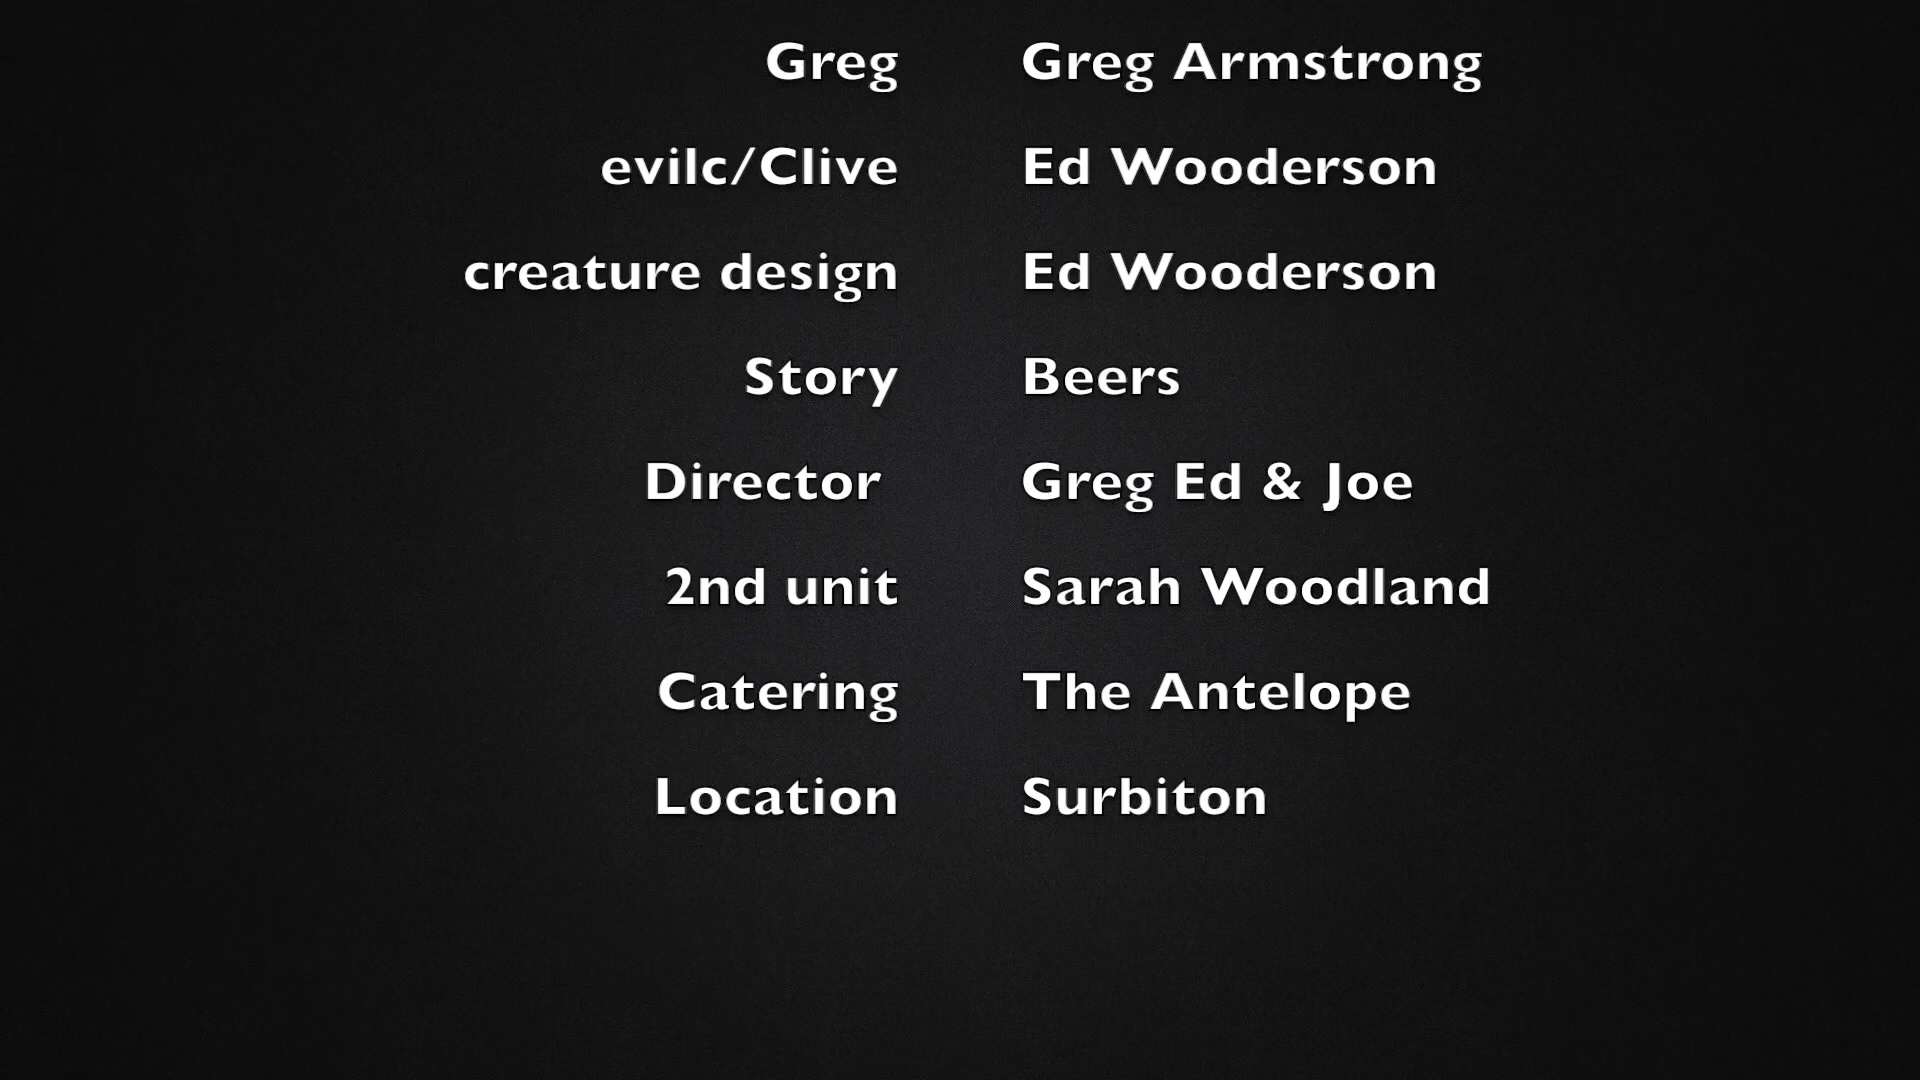 Greg Greg Armstrong
evilc/Clive Ed Wooderson
creature design Ed Wooderson
Story Beers
Director Greg Ed & Joe
2nd unit Sarah Woodland
Catering The Antelope
Location Surbiton